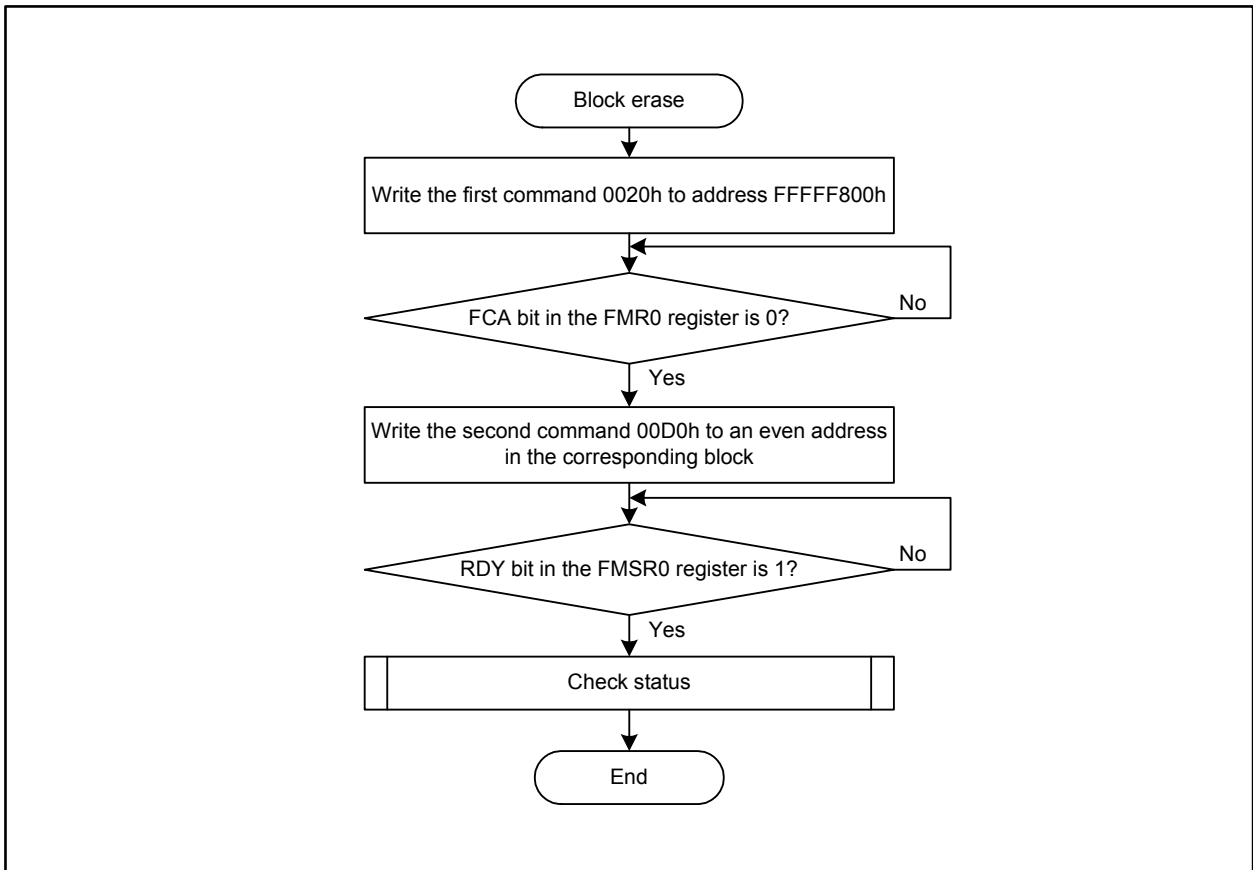 Block erase
Write the first command 0020h to address FFFFF800h
FCA bit in the FMR0 register is 0?
No
Yes
Write the second command 00D0h to an even address
in the corresponding block
RDY bit in the FMSR0 register is 1?
No
Yes
Check status
End